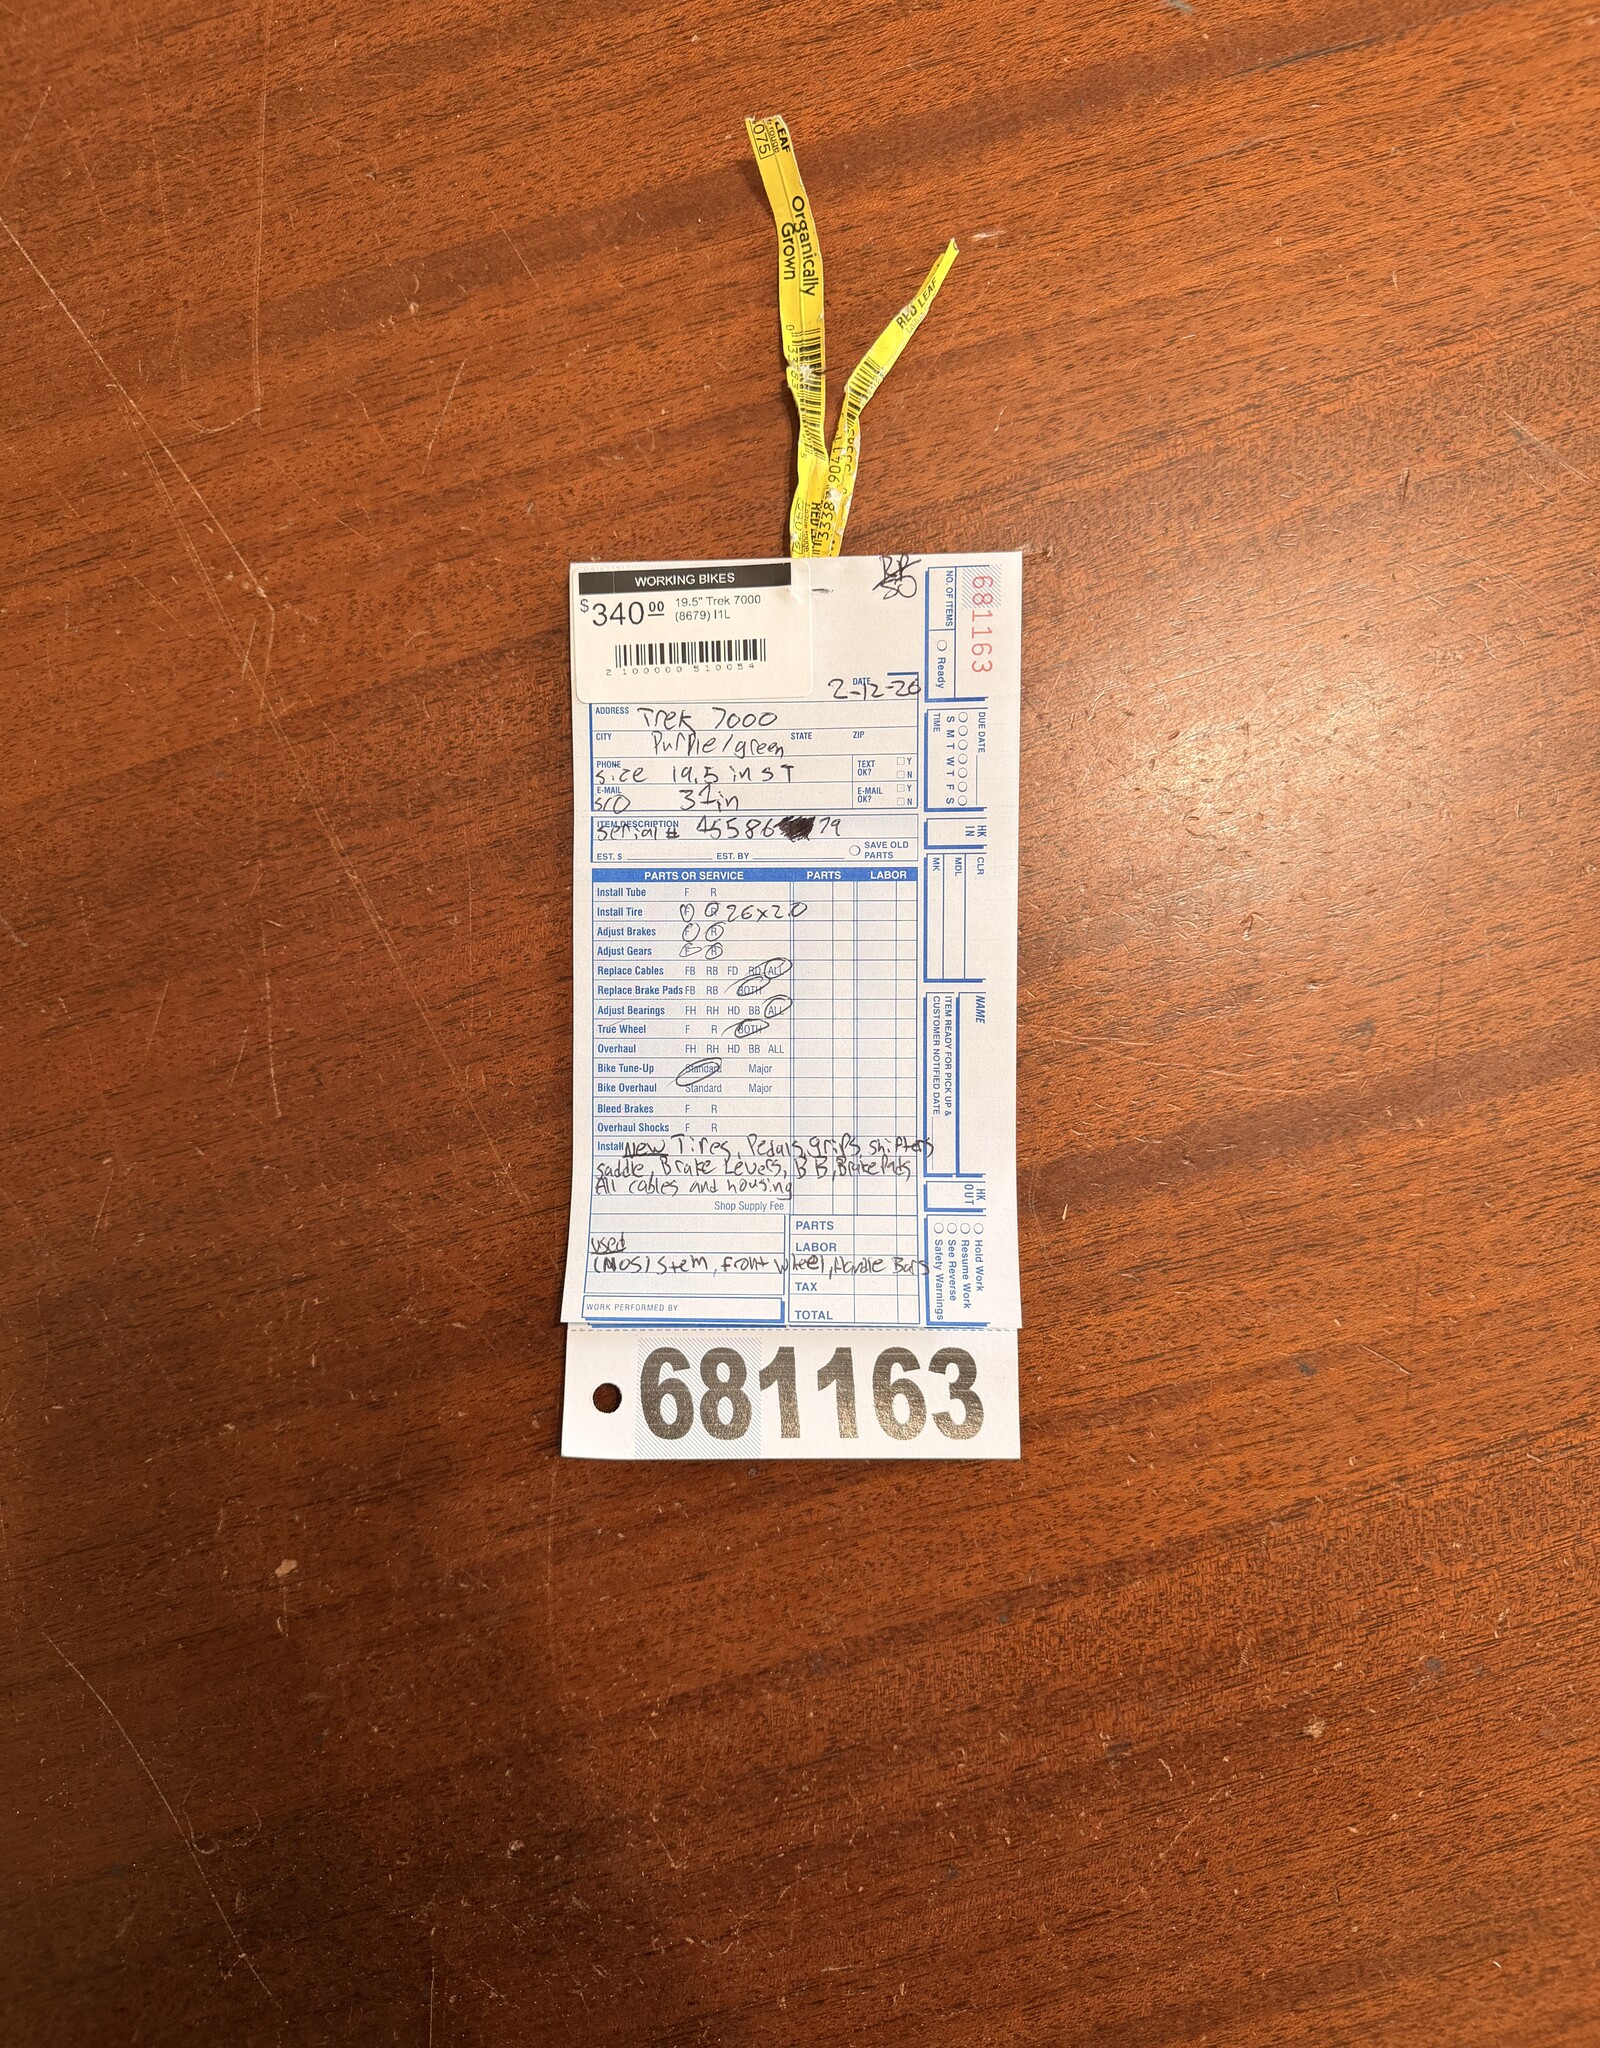 LEAF
075
Organically
Grown
RED LEAF
WORKING BIKES
$340.00 19.5" Trek 7000
(8679) I1L
2 100000 510054
681163
NO. OF ITEMS
Ready
DATE 2-12-26
ADDRESS Trek 7000
CITY Purple/green STATE ZIP
PHONE size 19.5 in ST TEXT OK? Y N
E-MAIL S/O 31in E-MAIL OK? Y N
ITEM DESCRIPTION Serial # 45586 79
EST. $ EST. BY SAVE OLD PARTS
DUE DATE
S M T W T F S
TIME
HK IN
CLR
MDL
MK
NAME
ITEM READY FOR PICK UP &
CUSTOMER NOTIFIED DATE
HK OUT
Hold Work
Resume Work
See Reverse
Safety Warnings
PARTS OR SERVICE PARTS LABOR
Install Tube F R
Install Tire F R 26x2.0
Adjust Brakes F R
Adjust Gears F R
Replace Cables FB RB FD RD ALL
Replace Brake Pads FB RB BOTH
Adjust Bearings FH RH HD BB ALL
True Wheel F R BOTH
Overhaul FH RH HD BB ALL
Bike Tune-Up Standard Major
Bike Overhaul Standard Major
Bleed Brakes F R
Overhaul Shocks F R
Install New Tires, Pedals, grips, shifters
saddle, Brake Levers, BB, Brake Pads
All cables and housing
Shop Supply Fee
PARTS
used LABOR
(NOS) Stem, front wheel, Handle Bars
TAX
WORK PERFORMED BY TOTAL
681163